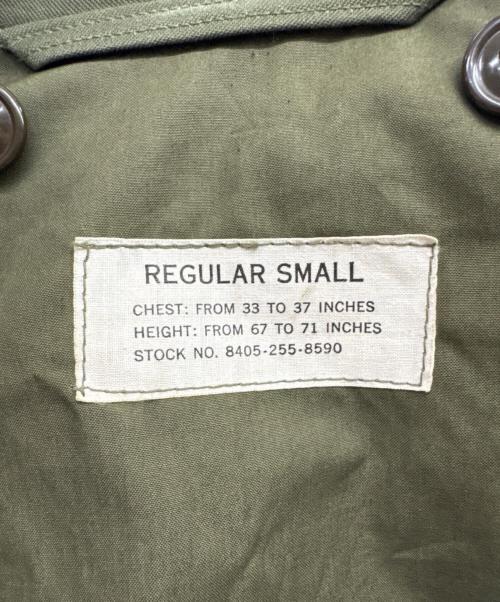 REGULAR SMALL
CHEST: FROM 33 TO 37 INCHES
HEIGHT: FROM 67 TO 71 INCHES
STOCK NO. 8405-255-8590